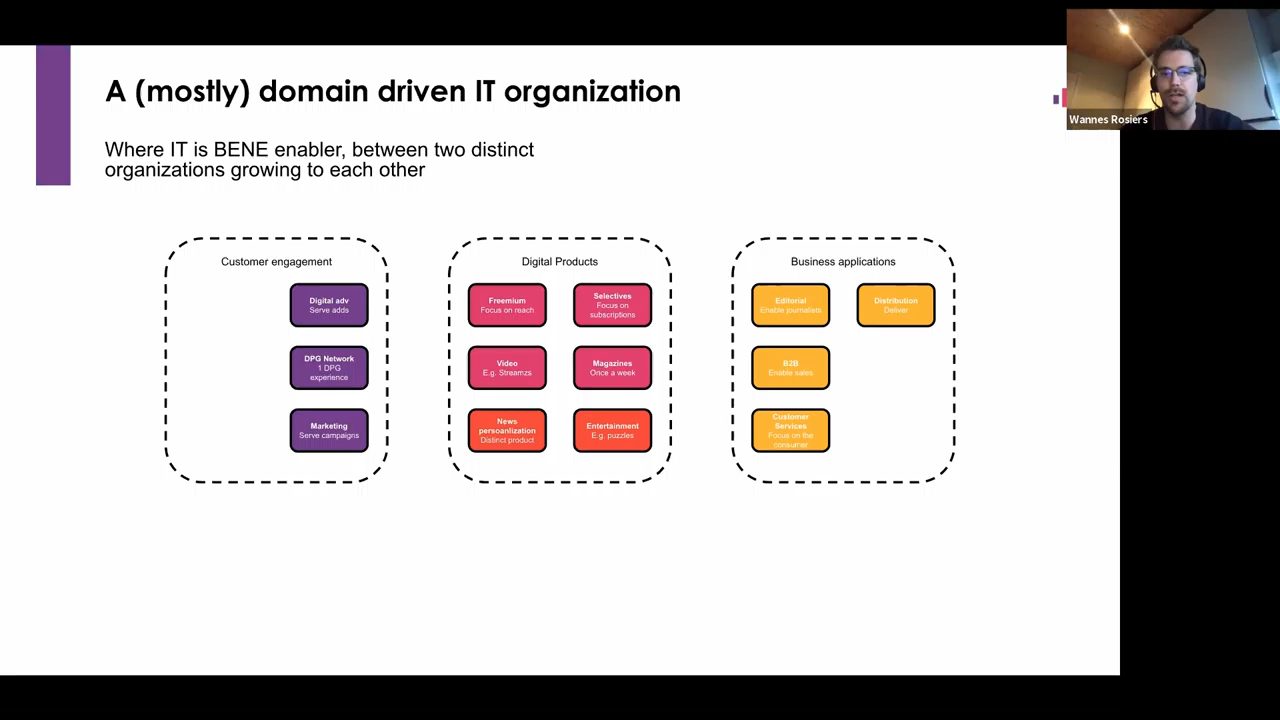 A (mostly) domain driven IT organization
Wannes Rosiers
Where IT is BENE enabler, between two distinct
organizations growing to each other
Customer engagement
Digital adv
Serve adds
DPG Network
1 DPG
experience
Marketing
Serve campaigns
Digital Products
Freemium
Focus on reach
Selectives
Focus on
subscriptions
Video
E.g. Streamzs
Magazines
Once a week
News
persoanlization
Distinct product
Entertainment
E.g. puzzles
Business applications
Editorial
Enable journalists
Distribution
Deliver
B2B
Enable sales
Customer
Services
Focus on the
consumer